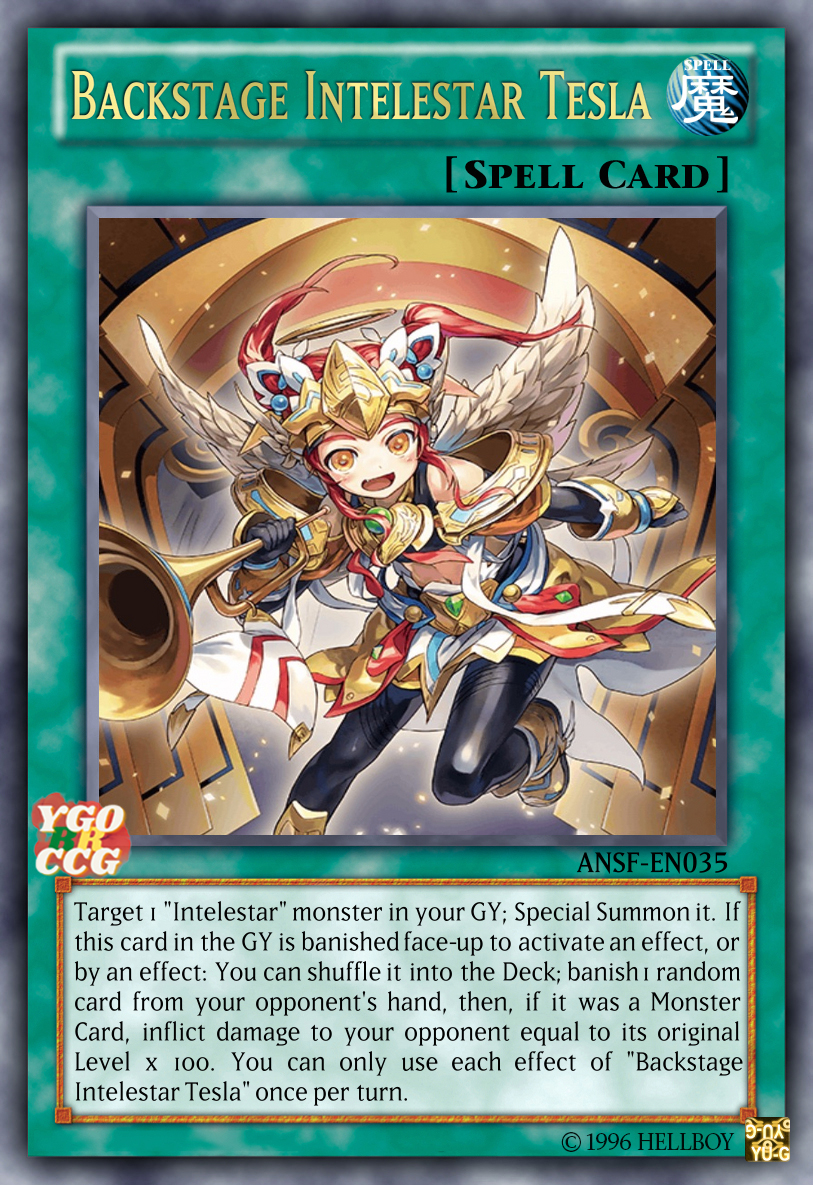 BACKSTAGE INTELESTAR TESLA
SPELL
魔
[SPELL CARD]
YGO
BR
CCG
ANSF-EN035
Target 1 "Intelestar" monster in your GY; Special Summon it. If
this card in the GY is banished face-up to activate an effect, or
by an effect: You can shuffle it into the Deck; banish 1 random
card from your opponent's hand, then, if it was a Monster
Card, inflict damage to your opponent equal to its original
Level x 100. You can only use each effect of "Backstage
Intelestar Tesla" once per turn.
© 1996 HELLBOY
YU-G